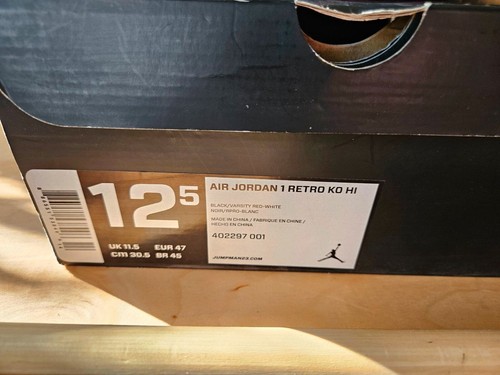 12 5
UK 11.5 EUR 47
cm 30.5 BR 45
AIR JORDAN 1 RETRO KO HI
BLACK/VARSITY RED-WHITE
NOIR/HPRO-BLANC
MADE IN CHINA / FABRIQUE EN CHINE /
HECHO EN CHINA
402297 001
JUMPMAN23.COM